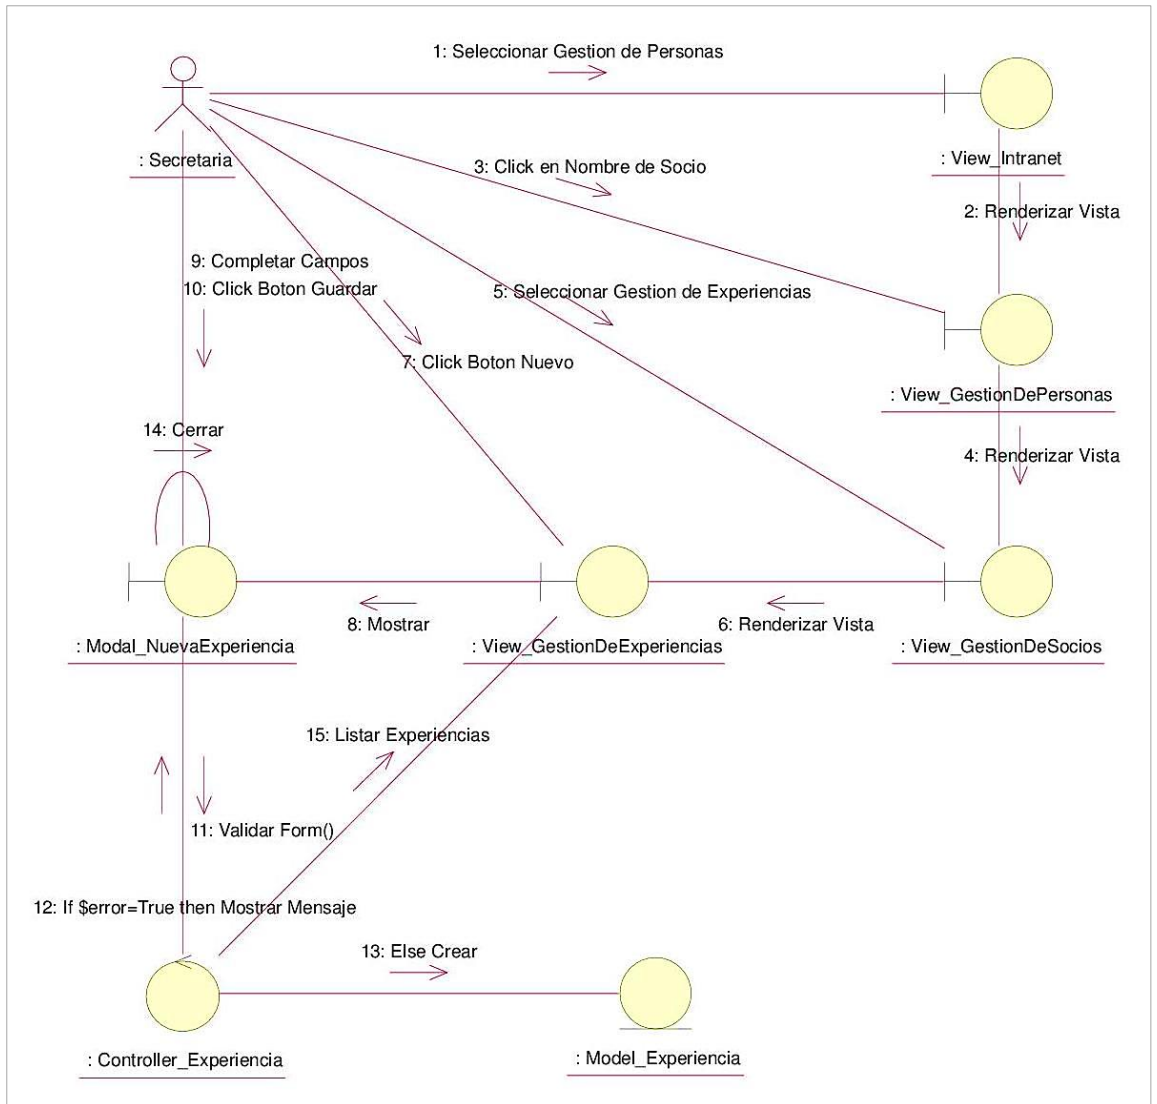 1: Seleccionar Gestion de Personas
: Secretaria
: View_Intranet
3: Click en Nombre de Socio
2: Renderizar Vista
9: Completar Campos
10: Click Boton Guardar
5: Seleccionar Gestion de Experiencias
7: Click Boton Nuevo
: View_GestionDePersonas
14: Cerrar
4: Renderizar Vista
8: Mostrar
6: Renderizar Vista
: Modal_NuevaExperiencia
: View_GestionDeExperiencias
: View_GestionDeSocios
15: Listar Experiencias
11: Validar Form()
12: If $error=True then Mostrar Mensaje
13: Else Crear
: Controller_Experiencia
: Model_Experiencia